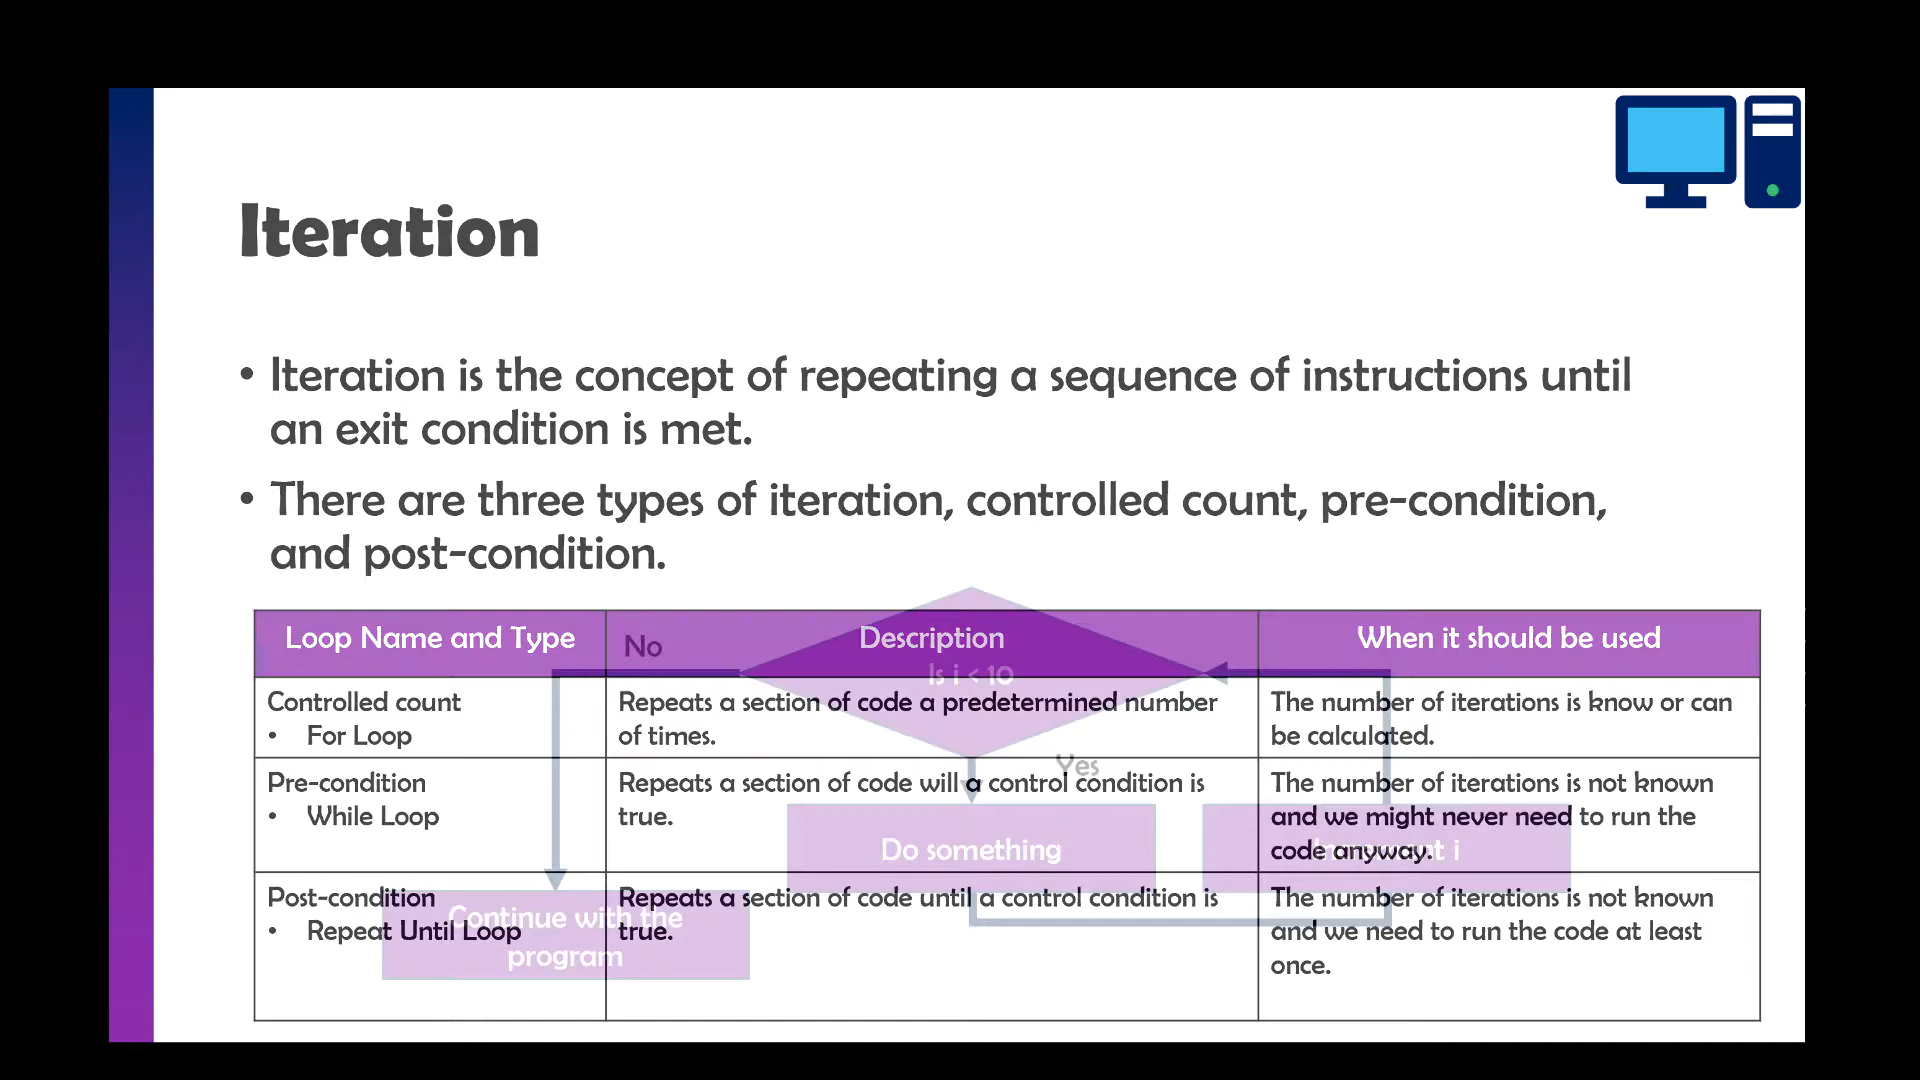 Iteration
• Iteration is the concept of repeating a sequence of instructions until
an exit condition is met.
• There are three types of iteration, controlled count, pre-condition,
and post-condition.
Loop Name and Type
Description
When it should be used
Controlled count
• For Loop
Repeats a section of code a predetermined number
of times.
The number of iterations is know or can
be calculated.
Pre-condition
• While Loop
Repeats a section of code will a control condition is
true.
The number of iterations is not known
and we might never need to run the
code anyway.
Post-condition
• Repeat Until Loop
Repeats a section of code until a control condition is
true.
The number of iterations is not known
and we need to run the code at least
once.
No
Is i < 10
Yes
Do something
i
Continue with the
program